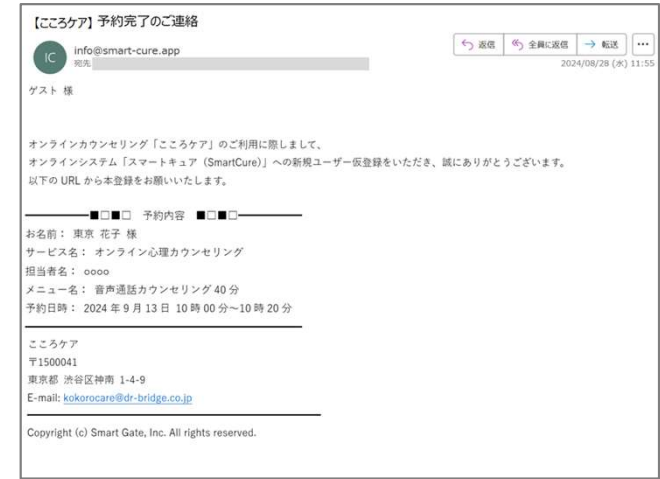 【こころケア】予約完了のご連絡
IC
info@smart-cure.app
宛先
返信
全員に返信
転送
2024/08/28 (水) 11:55
ゲスト 様
オンラインカウンセリング「こころケア」のご利用に際しまして、
オンラインシステム「スマートキュア（SmartCure）」への新規ユーザー仮登録をいただき、誠にありがとうございます。
以下の URL から本登録をお願いいたします。
■□■□ 予約内容 ■□■□
お名前： 東京 花子 様
サービス名： オンライン心理カウンセリング
担当者名： oooo
メニュー名： 音声通話カウンセリング 40 分
予約日時： 2024 年 9 月 13 日 10 時 00 分～10 時 20 分
こころケア
〒1500041
東京都 渋谷区神南 1-4-9
E-mail: kokorocare@dr-bridge.co.jp
Copyright (c) Smart Gate, Inc. All rights reserved.